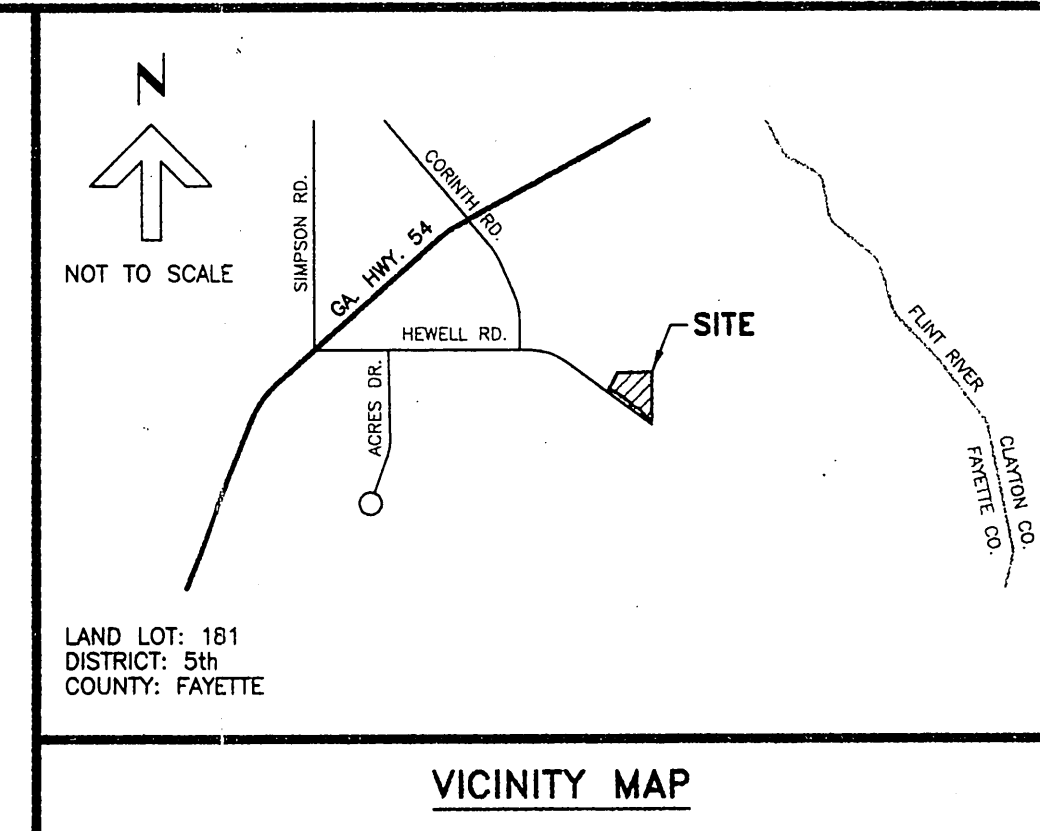 N
NOT TO SCALE
SIMPSON RD.
CORINTH RD.
GA. HWY. 54
HEWELL RD.
ACRES DR.
SITE
FLINT RIVER
CLAYTON CO.
FAYETTE CO.
LAND LOT: 181
DISTRICT: 5th
COUNTY: FAYETTE
VICINITY MAP